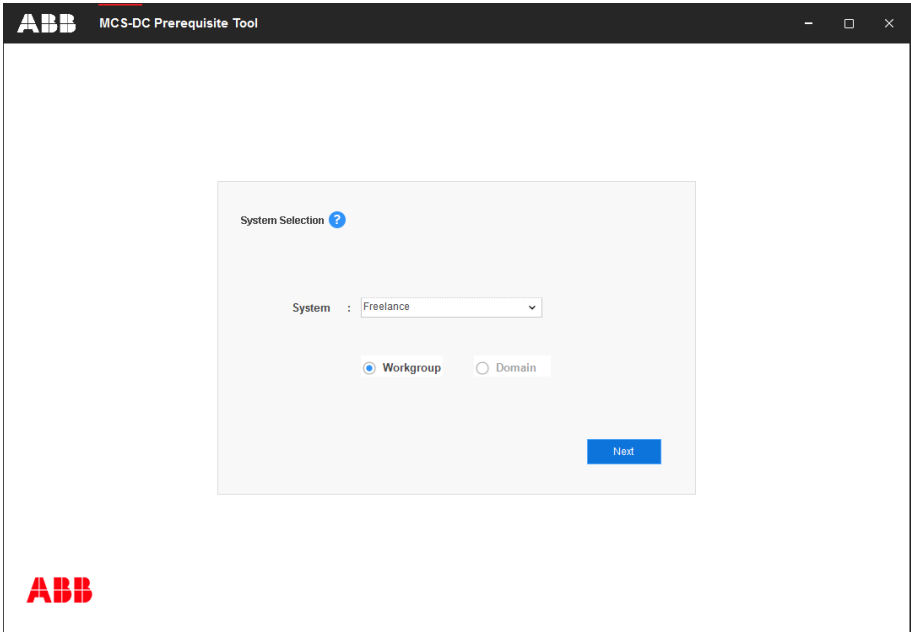 ABB MCS-DC Prerequisite Tool
System Selection ?
System : Freelance
Workgroup Domain
Next
ABB